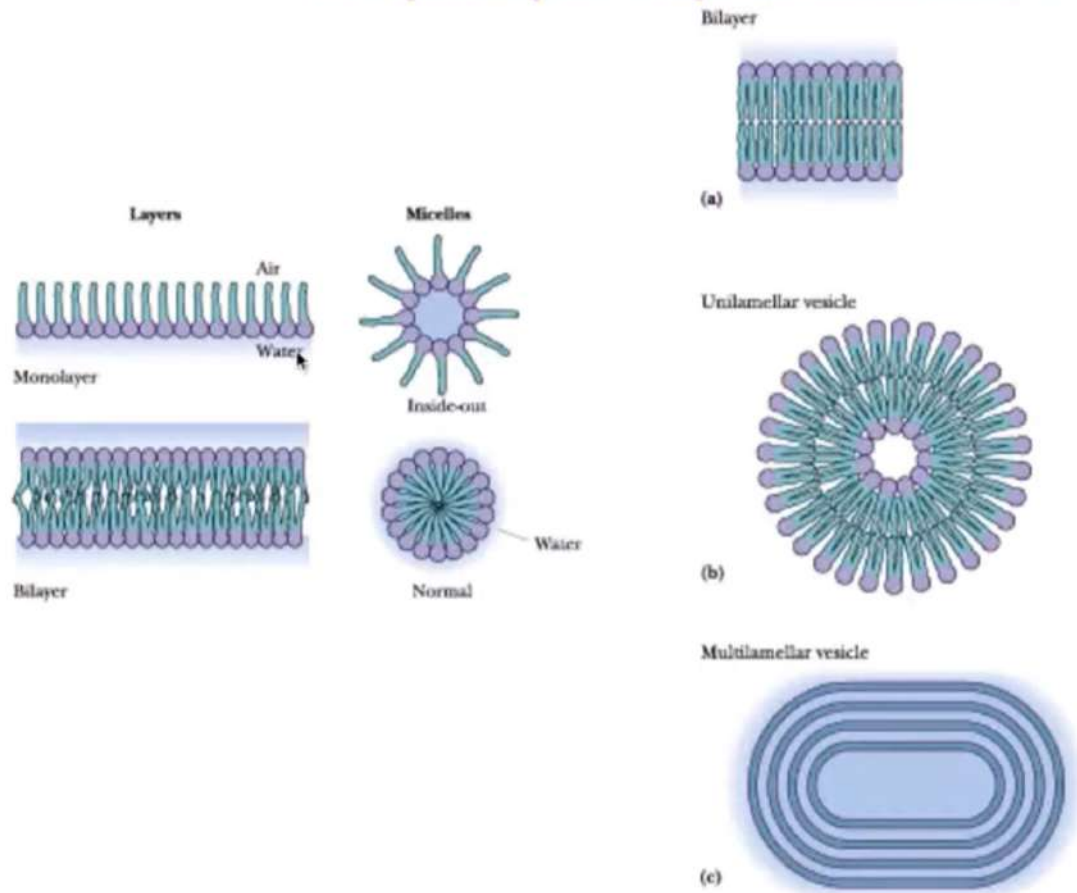 Layers
Micelles
Air
Water
Monolayer
Inside-out
Bilayer
Water
Normal
Bilayer
(a)
Unilamellar vesicle
(b)
Multilamellar vesicle
(c)